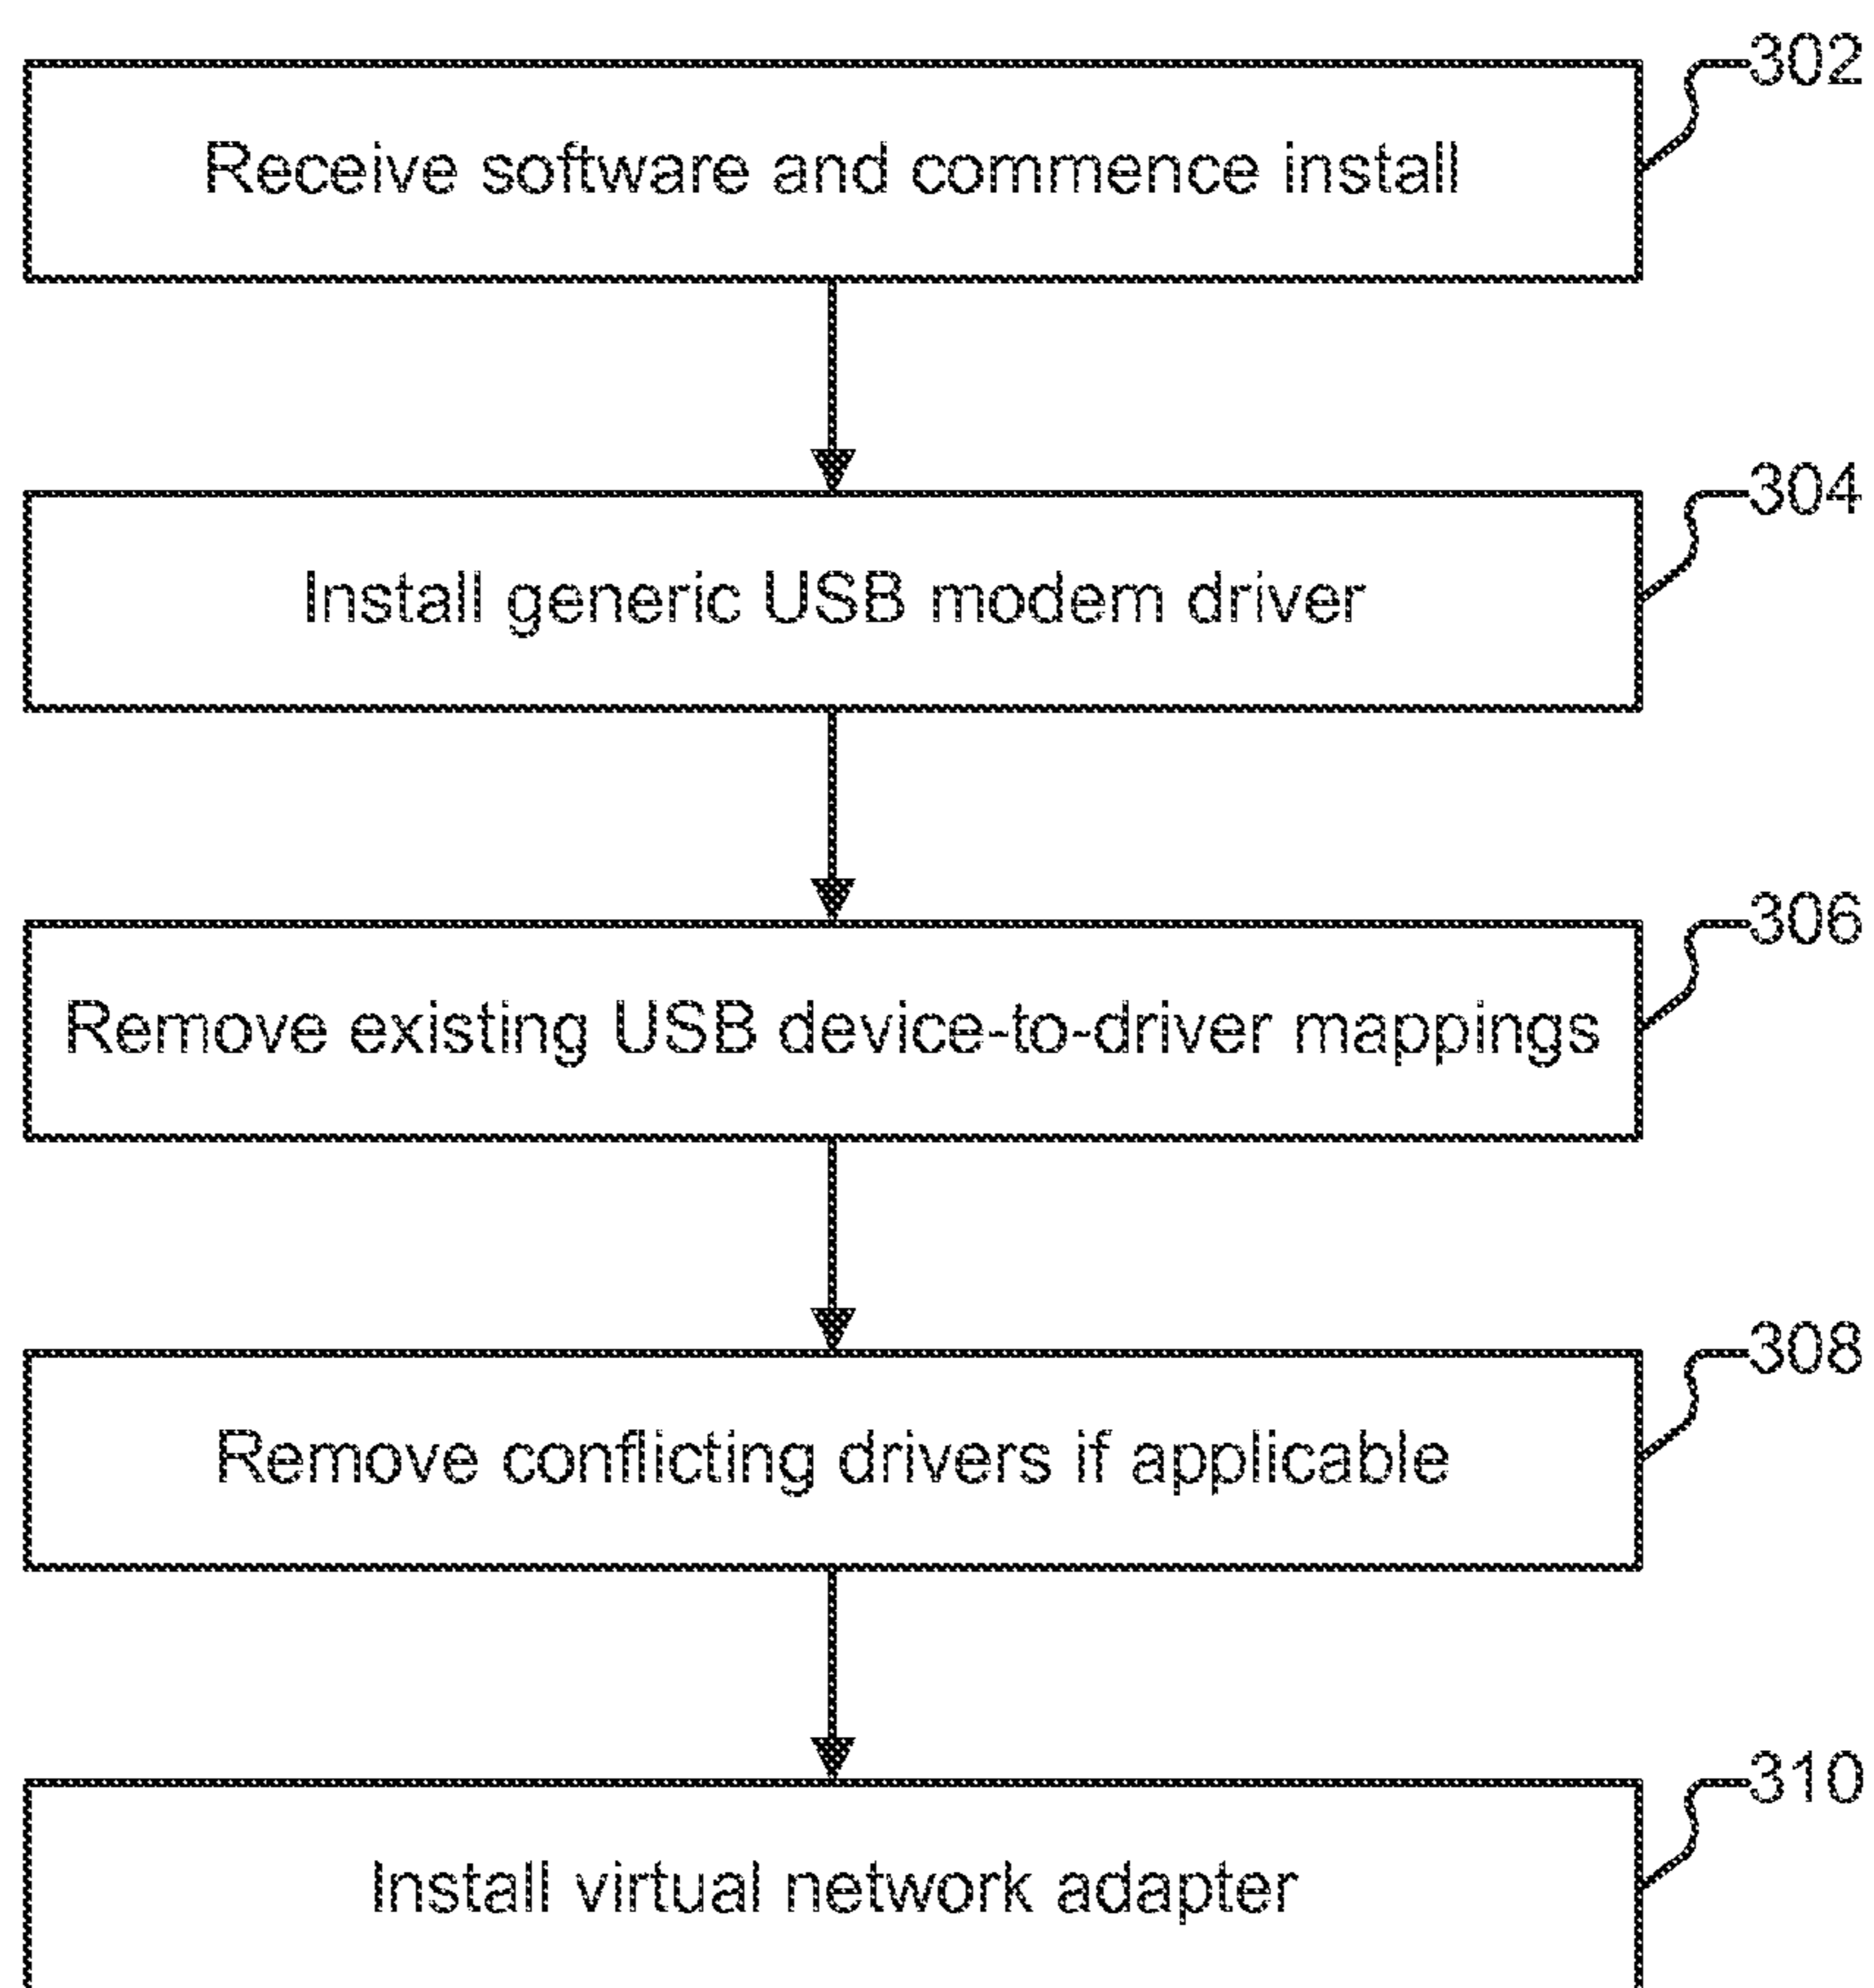 302
Receive software and commence install
304
Install generic USB modem driver
306
Remove existing USB device-to-driver mappings
308
Remove conflicting drivers if applicable
310
Install virtual network adapter